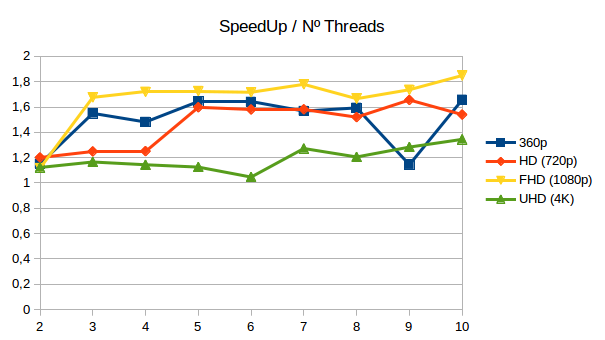 SpeedUp / Nº Threads
2
1,8
1,6
1,4
1,2
1
0,8
0,6
0,4
0,2
0
2 3 4 5 6 7 8 9 10
360p
HD (720p)
FHD (1080p)
UHD (4K)